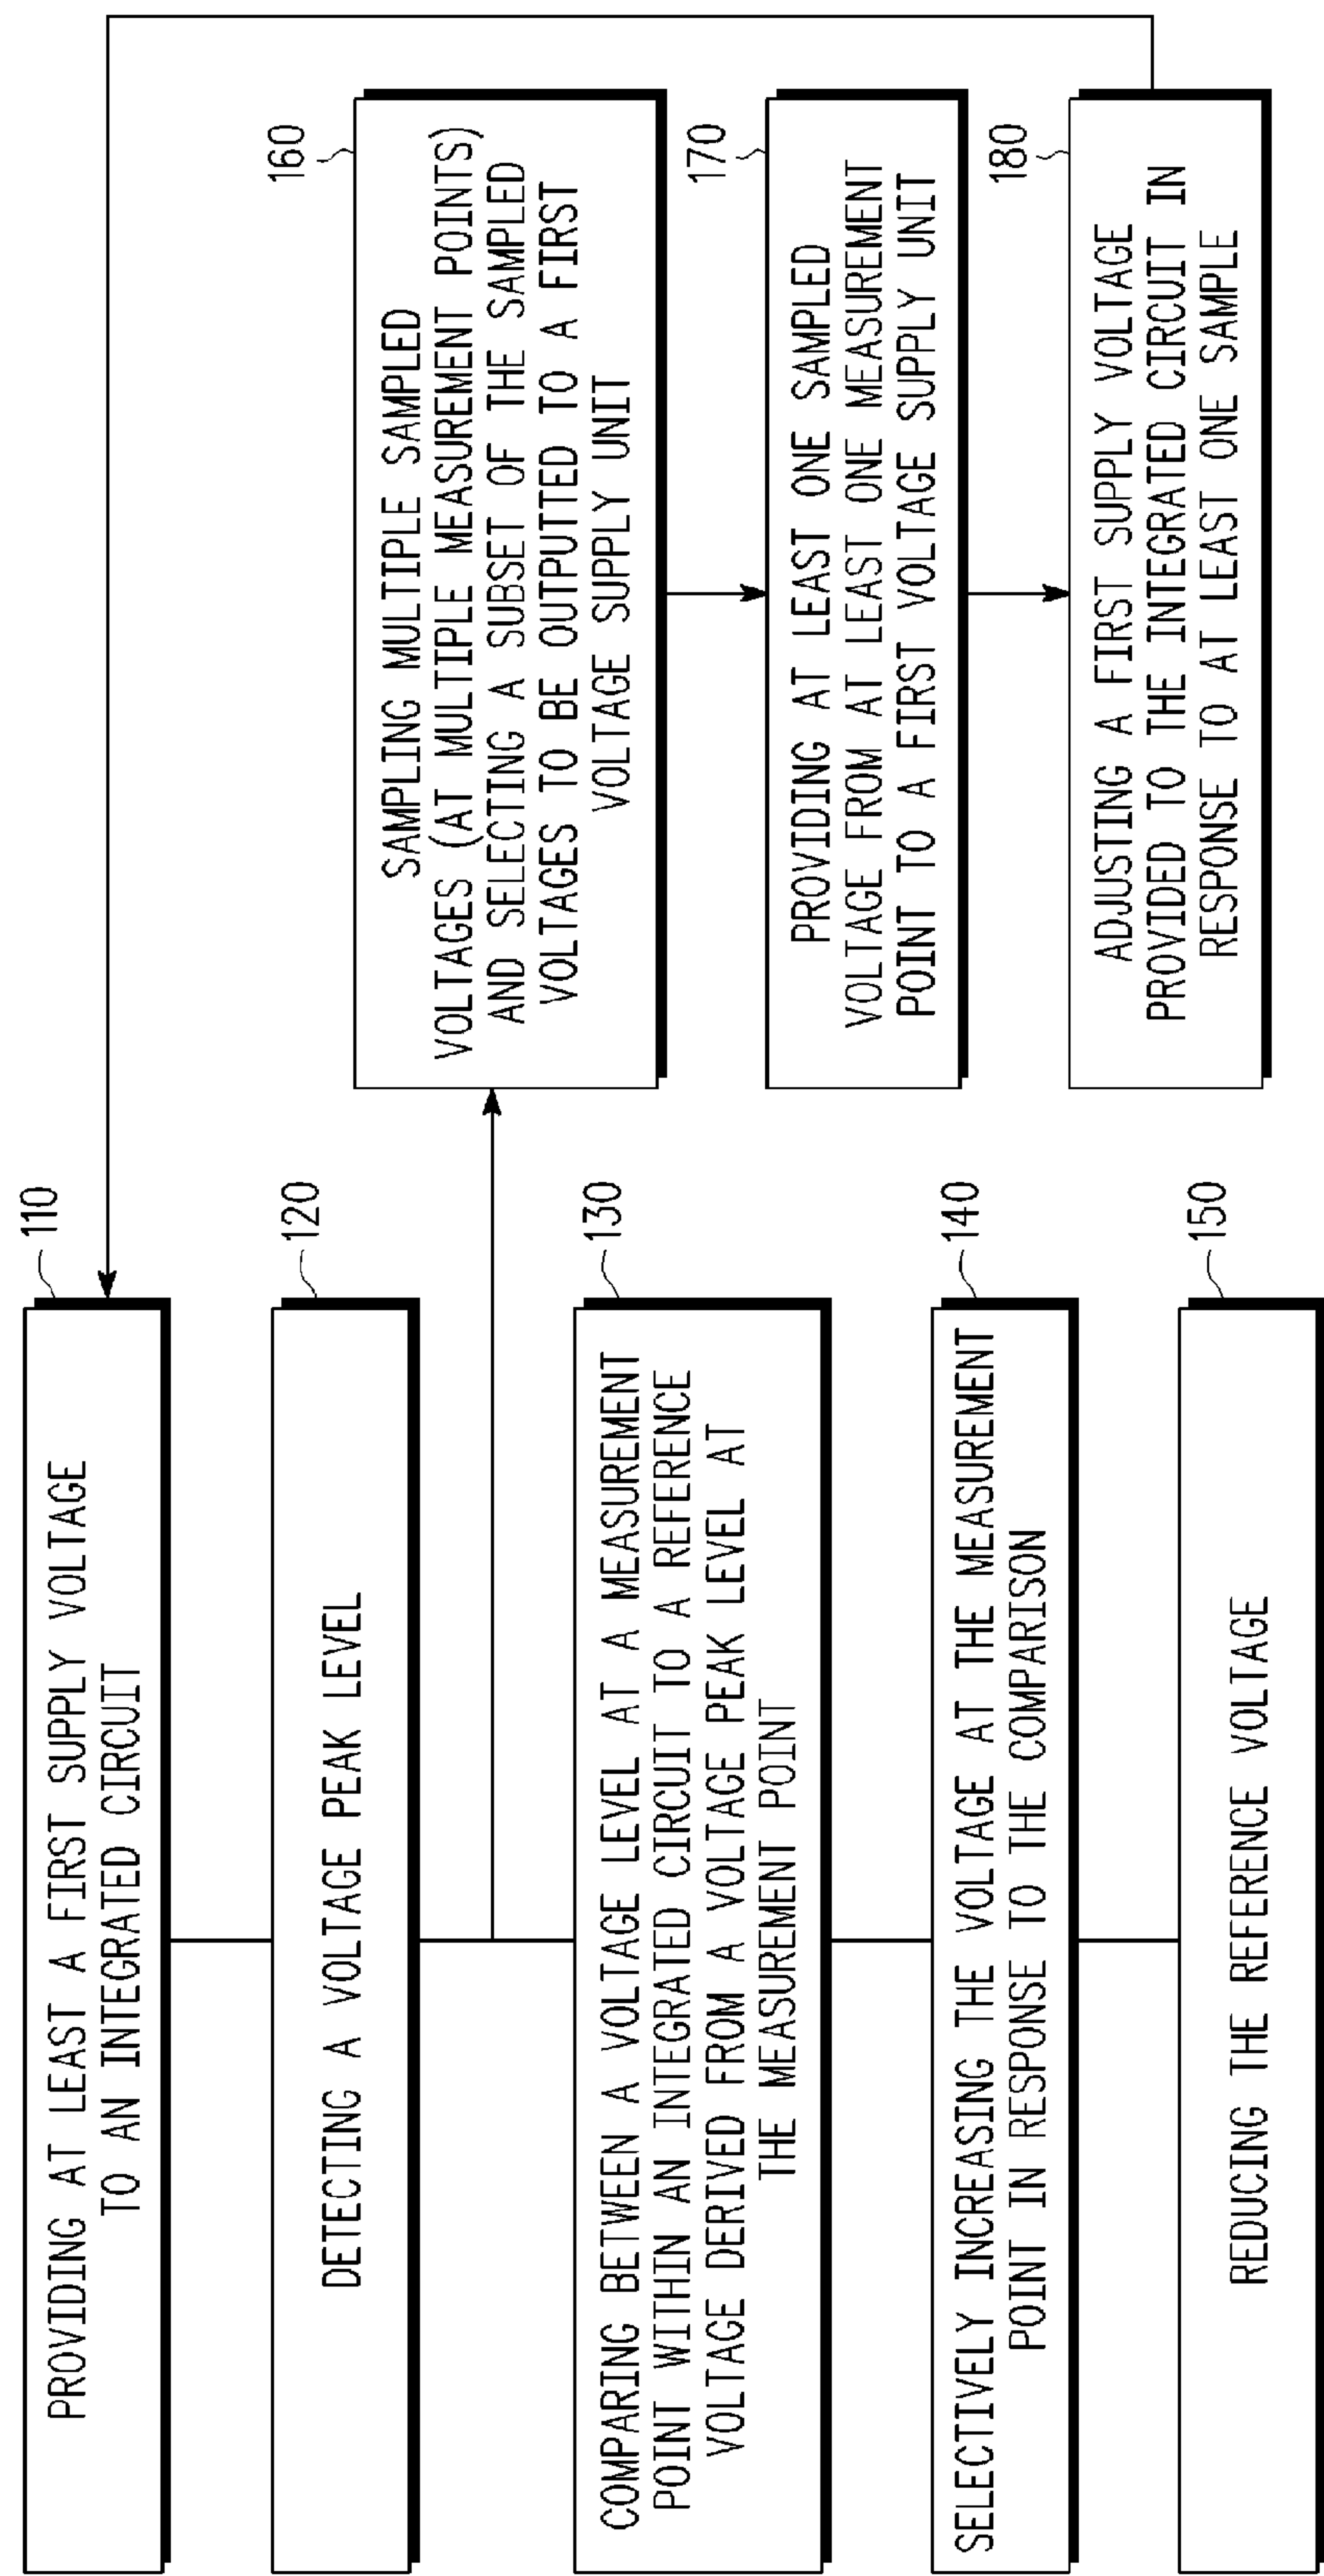 110
PROVIDING AT LEAST A FIRST SUPPLY VOLTAGE
TO AN INTEGRATED CIRCUIT
120
DETECTING A VOLTAGE PEAK LEVEL
130
COMPARING BETWEEN A VOLTAGE LEVEL AT A MEASUREMENT
POINT WITHIN AN INTEGRATED CIRCUIT TO A REFERENCE
VOLTAGE DERIVED FROM A VOLTAGE PEAK LEVEL AT
THE MEASUREMENT POINT
140
SELECTIVELY INCREASING THE VOLTAGE AT THE MEASUREMENT
POINT IN RESPONSE TO THE COMPARISON
150
REDUCING THE REFERENCE VOLTAGE
160
SAMPLING MULTIPLE SAMPLED
VOLTAGES (AT MULTIPLE MEASUREMENT POINTS)
AND SELECTING A SUBSET OF THE SAMPLED
VOLTAGES TO BE OUTPUTTED TO A FIRST
VOLTAGE SUPPLY UNIT
170
PROVIDING AT LEAST ONE SAMPLED
VOLTAGE FROM AT LEAST ONE MEASUREMENT
POINT TO A FIRST VOLTAGE SUPPLY UNIT
180
ADJUSTING A FIRST SUPPLY VOLTAGE
PROVIDED TO THE INTEGRATED CIRCUIT IN
RESPONSE TO AT LEAST ONE SAMPLE